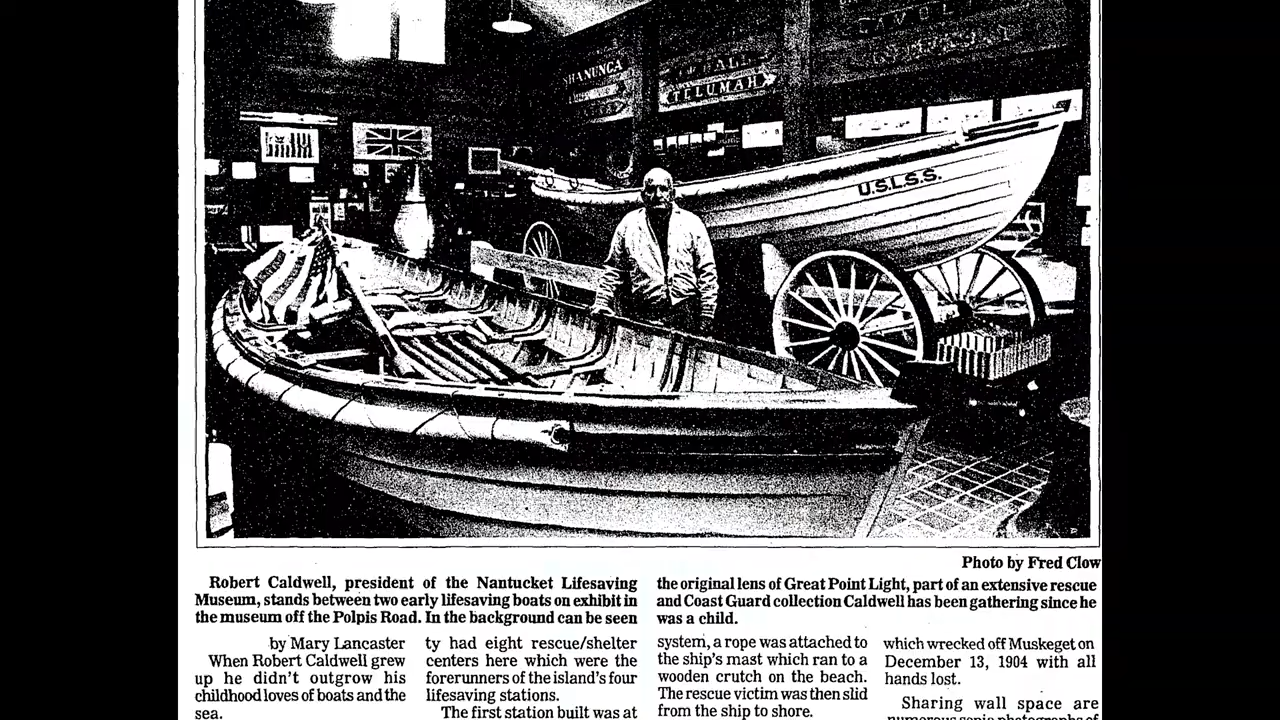 SHANUNGA
TELUMAH
U.S.L.S.S.
Photo by Fred Clow
Robert Caldwell, president of the Nantucket Lifesaving
Museum, stands between two early lifesaving boats on exhibit in
the museum off the Polpis Road. In the background can be seen
the original lens of Great Point Light, part of an extensive rescue
and Coast Guard collection Caldwell has been gathering since he
was a child.
by Mary Lancaster
When Robert Caldwell grew
up he didn't outgrow his
childhood loves of boats and the
sea.
ty had eight rescue/shelter
centers here which were the
forerunners of the island's four
lifesaving stations.
The first station built was at
system, a rope was attached to
the ship's mast which ran to a
wooden crutch on the beach.
The rescue victim was then slid
from the ship to shore.
which wrecked off Muskeget on
December 13, 1904 with all
hands lost.
Sharing wall space are
numerous sepia photographs of